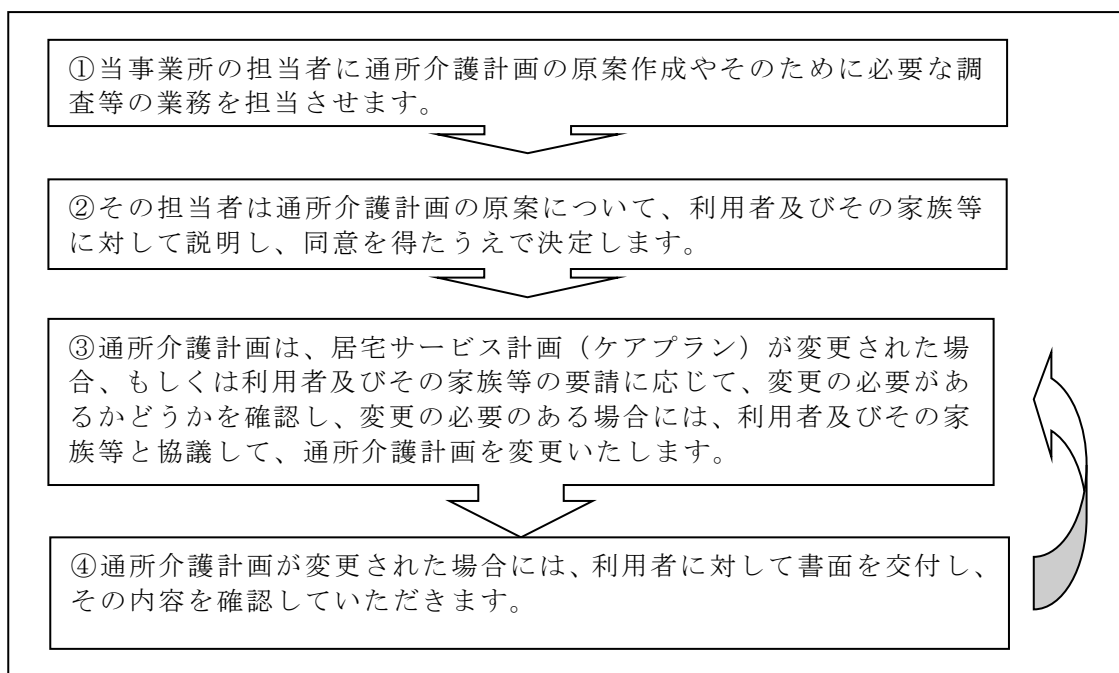 ①当事業所の担当者に通所介護計画の原案作成やそのために必要な調
査等の業務を担当させます。
②その担当者は通所介護計画の原案について、利用者及びその家族等
に対して説明し、同意を得たうえで決定します。
③通所介護計画は、居宅サービス計画（ケアプラン）が変更された場
合、もしくは利用者及びその家族等の要請に応じて、変更の必要があ
るかどうかを確認し、変更の必要のある場合には、利用者及びその家
族等と協議して、通所介護計画を変更いたします。
④通所介護計画が変更された場合には、利用者に対して書面を交付し、
その内容を確認していただきます。